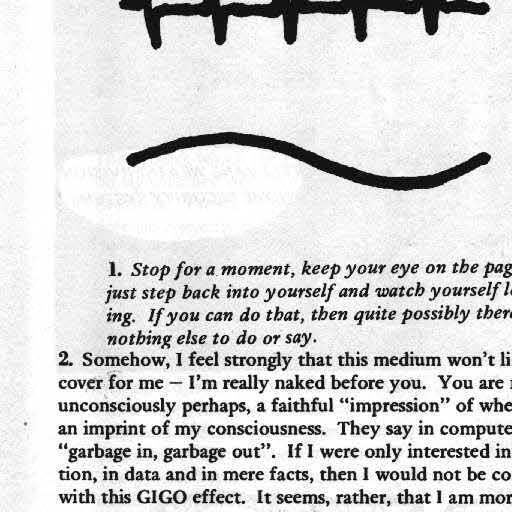 1. Stop for a moment, keep your eye on the pag
just step back into yourself and watch yourself l
ing. If you can do that, then quite possibly ther
nothing else to do or say.
2. Somehow, I feel strongly that this medium won't li
cover for me — I'm really naked before you. You are
unconsciously perhaps, a faithful "impression" of whe
an imprint of my consciousness. They say in compute
"garbage in, garbage out". If I were only interested in
tion, in data and in mere facts, then I would not be co
with this GIGO effect. It seems, rather, that I am mor